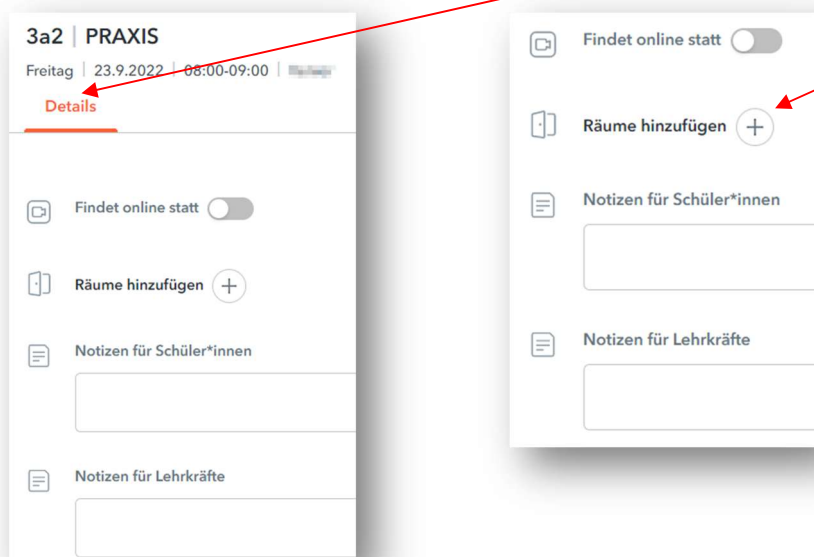 3a2 | PRAXIS
Freitag | 23.9.2022 | 08:00-09:00 |
Details
Findet online statt
Räume hinzufügen
Notizen für Schüler*innen
Notizen für Lehrkräfte
Findet online statt
Räume hinzufügen
Notizen für Schüler*innen
Notizen für Lehrkräfte